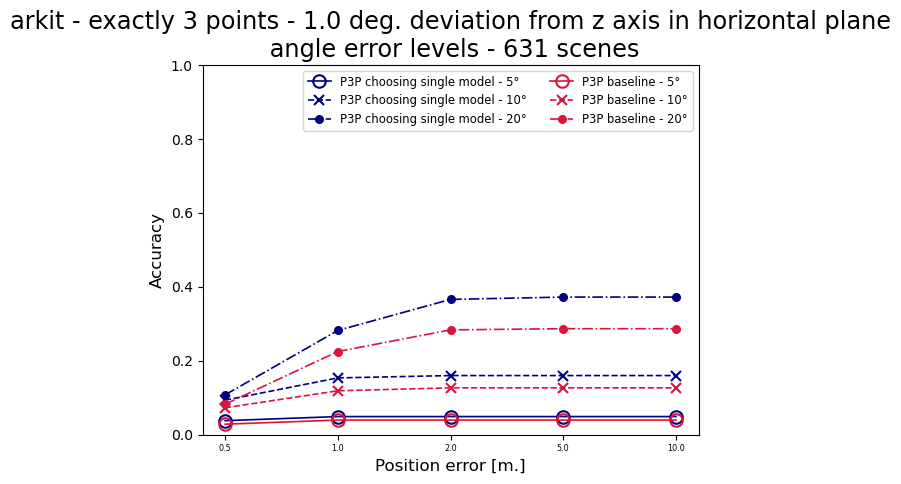 arkit - exactly 3 points - 1.0 deg. deviation from z axis in horizontal plane
angle error levels - 631 scenes
P3P choosing single model - 5°
P3P choosing single model - 10°
P3P choosing single model - 20°
P3P baseline - 5°
P3P baseline - 10°
P3P baseline - 20°
Accuracy
1.0
0.8
0.6
0.4
0.2
0.0
0.5 1.0 2.0 5.0 10.0
Position error [m.]